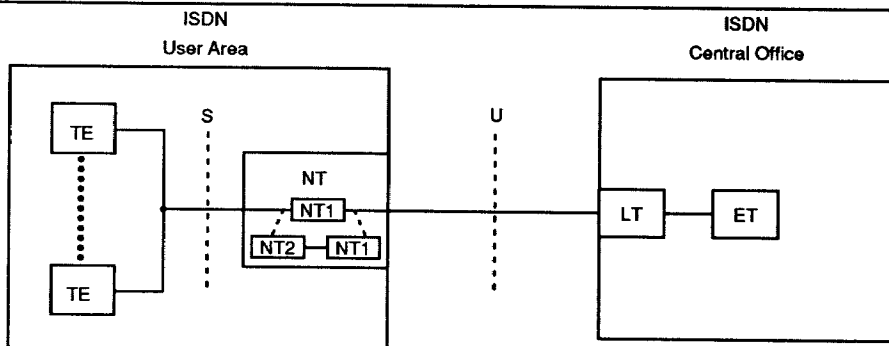 ISDN
User Area
ISDN
Central Office
S
U
TE
NT
NT1
LT
ET
NT2
NT1
TE